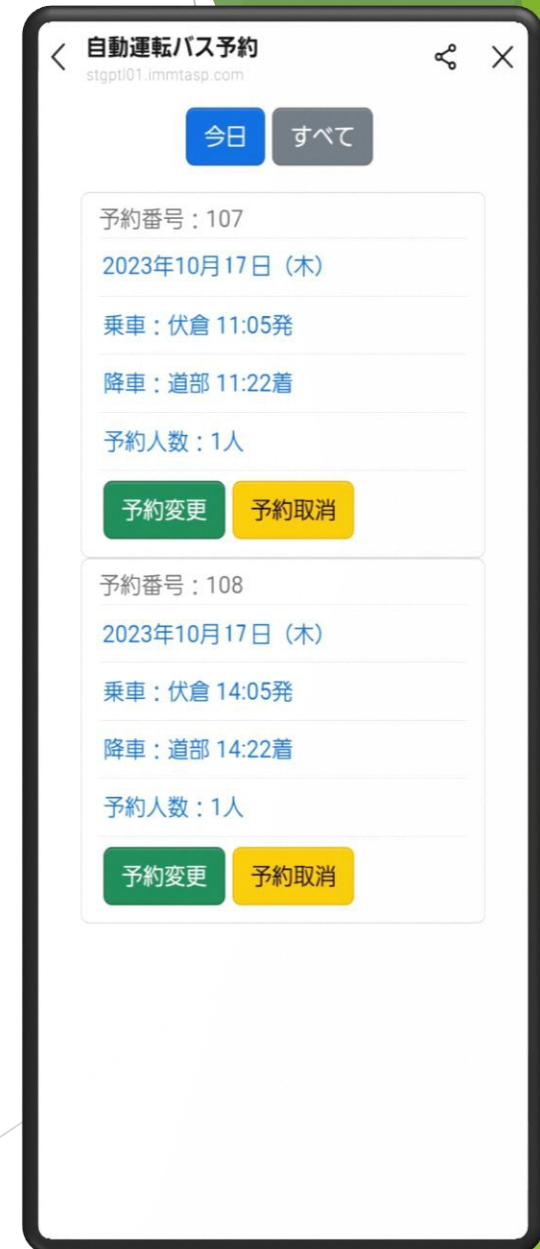 自動運転バス予約
stgptl01.immtasp.com
今日 すべて
予約番号：107
2023年10月17日（木）
乗車：伏倉 11:05発
降車：道部 11:22着
予約人数：1人
予約変更 予約取消
予約番号：108
2023年10月17日（木）
乗車：伏倉 14:05発
降車：道部 14:22着
予約人数：1人
予約変更 予約取消